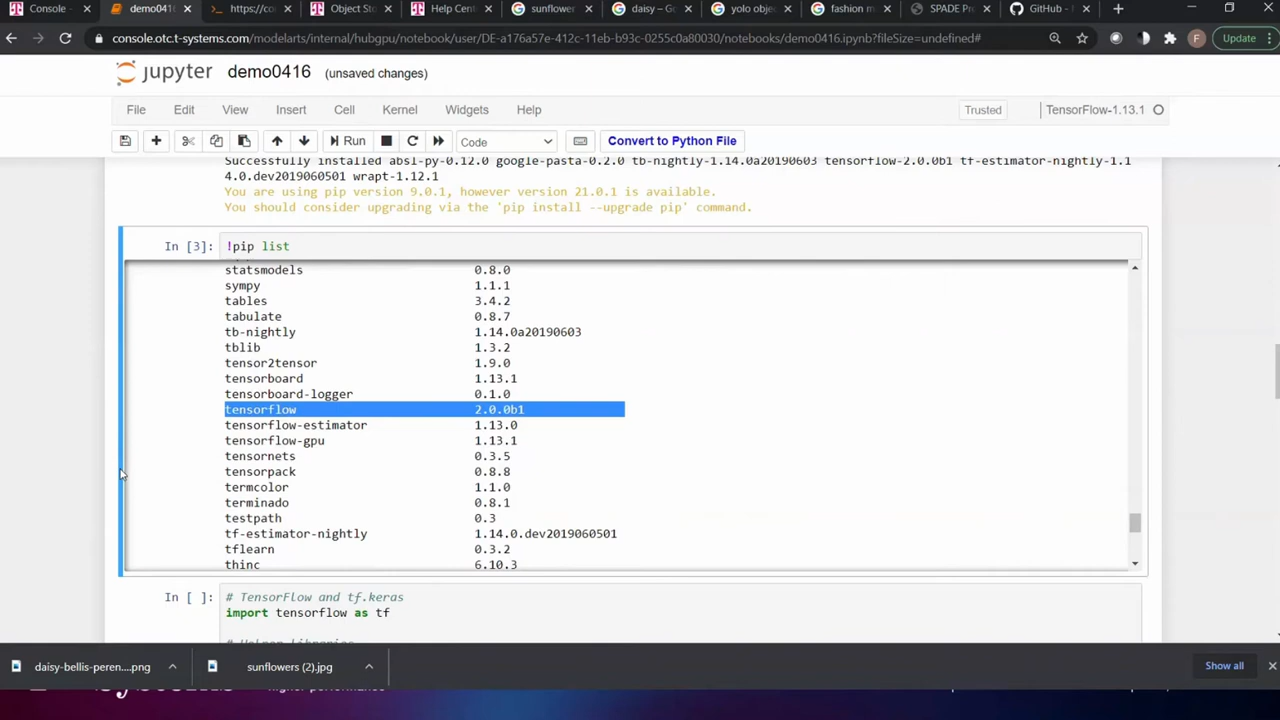 Console - demo041 https://co Object Sto Help Cent sunflower daisy – Go yolo objec fashion m SPADE Pro GitHub - N
console.otc.t-systems.com/modelarts/internal/hubgpu/notebook/user/DE-a176a57e-412c-11eb-b93c-0255c0a80030/notebooks/demo0416.ipynb?fileSize=undefined# F Update
jupyter demo0416 (unsaved changes)
File Edit View Insert Cell Kernel Widgets Help Trusted TensorFlow-1.13.1
Run Code Convert to Python File
Successfully installed absl-py-0.12.0 google-pasta-0.2.0 tb-nightly-1.14.0a20190603 tensorflow-2.0.0b1 tf-estimator-nightly-1.1
4.0.dev2019060501 wrapt-1.12.1
You are using pip version 9.0.1, however version 21.0.1 is available.
You should consider upgrading via the 'pip install --upgrade pip' command.
In [3]: !pip list
statsmodels 0.8.0
sympy 1.1.1
tables 3.4.2
tabulate 0.8.7
tb-nightly 1.14.0a20190603
tblib 1.3.2
tensor2tensor 1.9.0
tensorboard 1.13.1
tensorboard-logger 0.1.0
tensorflow 2.0.0b1
tensorflow-estimator 1.13.0
tensorflow-gpu 1.13.1
tensornets 0.3.5
tensorpack 0.8.8
termcolor 1.1.0
terminado 0.8.1
testpath 0.3
tf-estimator-nightly 1.14.0.dev2019060501
tflearn 0.3.2
thinc 6.10.3
In [ ]: # TensorFlow and tf.keras
import tensorflow as tf
# Helper libraries
daisy-bellis-peren....png sunflowers (2).jpg Show all